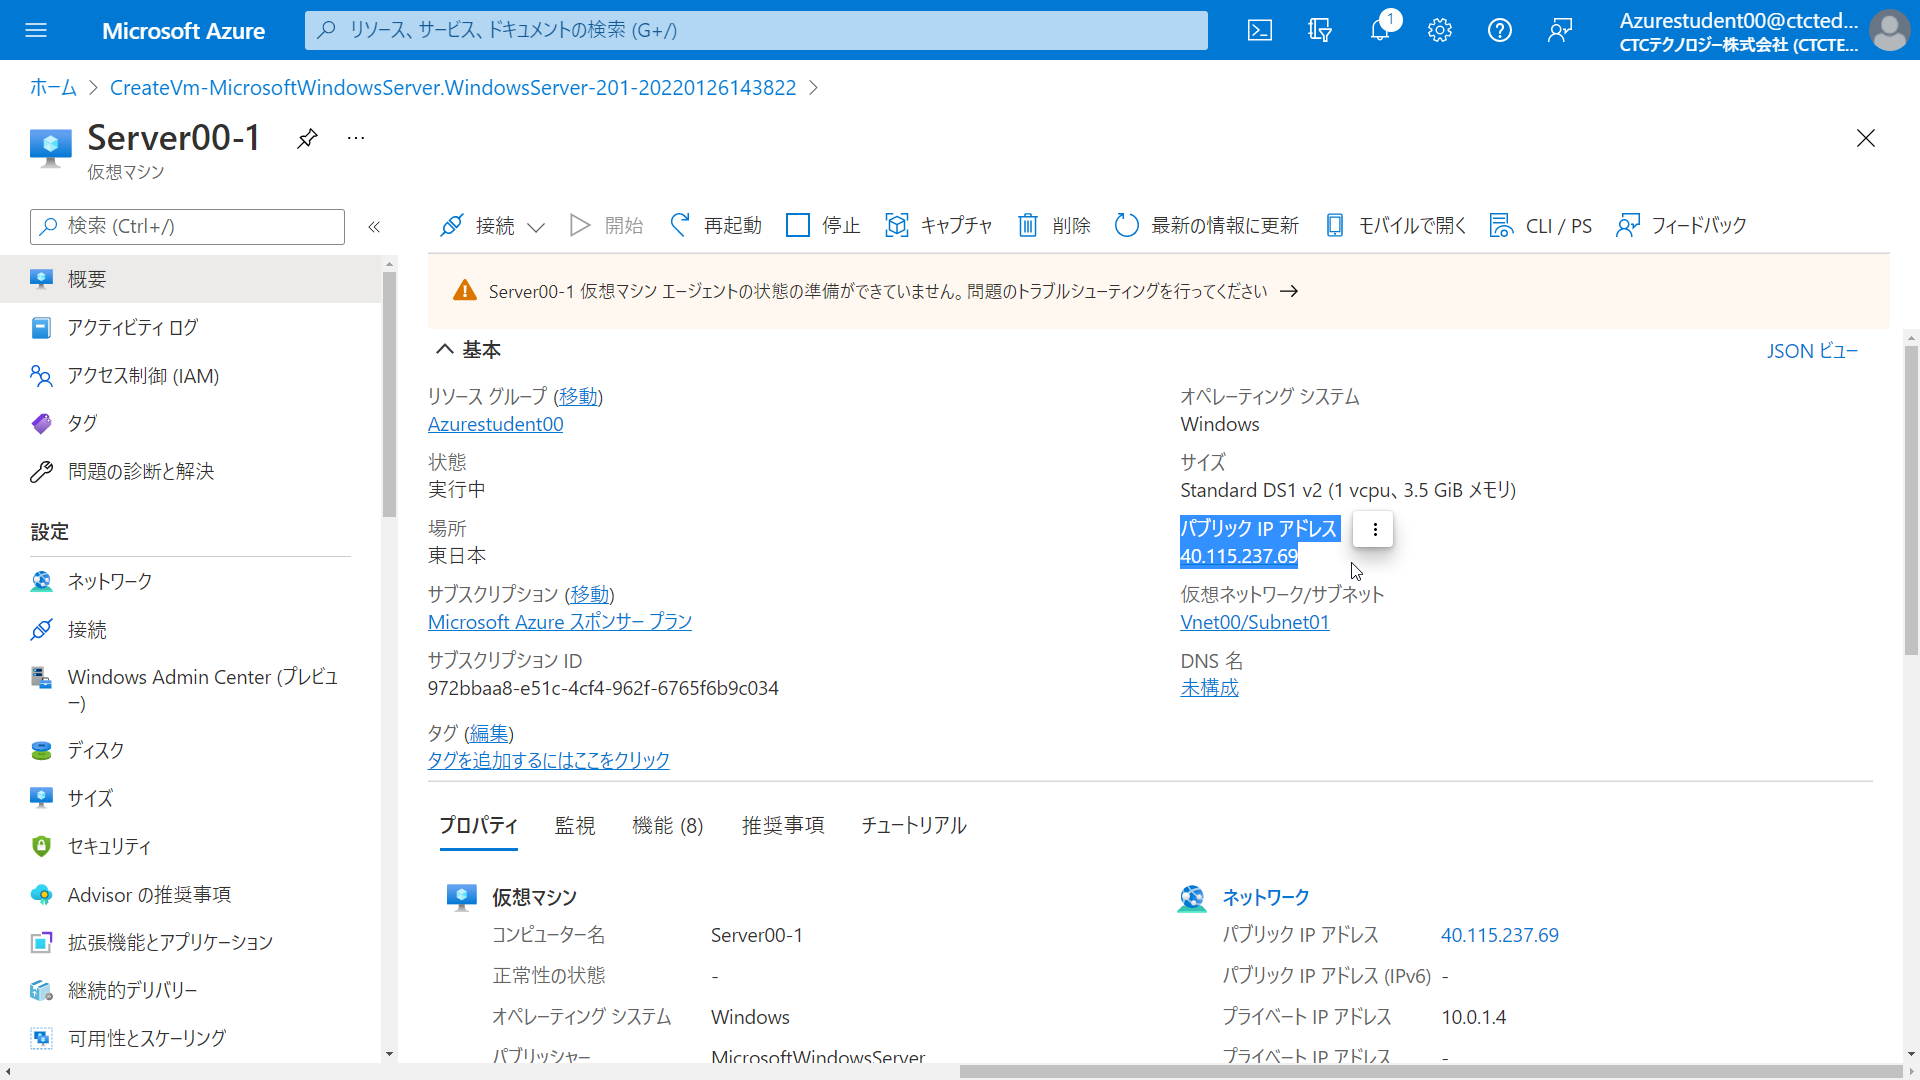 Microsoft Azure
リソース、サービス、ドキュメントの検索 (G+/)
1
Azurestudent00@ctcted...
CTCテクノロジー株式会社 (CTCTE...
ホーム > CreateVm-MicrosoftWindowsServer.WindowsServer-201-20220126143822 >
Server00-1
仮想マシン
検索 (Ctrl+/)
«
接続
開始
再起動
停止
キャプチャ
削除
最新の情報に更新
モバイルで開く
CLI / PS
フィードバック
概要
アクティビティ ログ
アクセス制御 (IAM)
タグ
問題の診断と解決
設定
ネットワーク
接続
Windows Admin Center (プレビュ
ー)
ディスク
サイズ
セキュリティ
Advisor の推奨事項
拡張機能とアプリケーション
継続的デリバリー
可用性とスケーリング
Server00-1 仮想マシン エージェントの状態の準備ができていません。問題のトラブルシューティングを行ってください →
基本
JSON ビュー
リソース グループ (移動)
Azurestudent00
状態
実行中
場所
東日本
サブスクリプション (移動)
Microsoft Azure スポンサー プラン
サブスクリプション ID
972bbaa8-e51c-4cf4-962f-6765f6b9c034
タグ (編集)
タグを追加するにはここをクリック
オペレーティング システム
Windows
サイズ
Standard DS1 v2 (1 vcpu、3.5 GiB メモリ)
パブリック IP アドレス
40.115.237.69
仮想ネットワーク/サブネット
Vnet00/Subnet01
DNS 名
未構成
プロパティ
監視
機能 (8)
推奨事項
チュートリアル
仮想マシン
コンピューター名 Server00-1
正常性の状態 -
オペレーティング システム Windows
パブリッシャー MicrosoftWindowsServer
ネットワーク
パブリック IP アドレス 40.115.237.69
パブリック IP アドレス (IPv6) -
プライベート IP アドレス 10.0.1.4
プライベート IP アドレス -